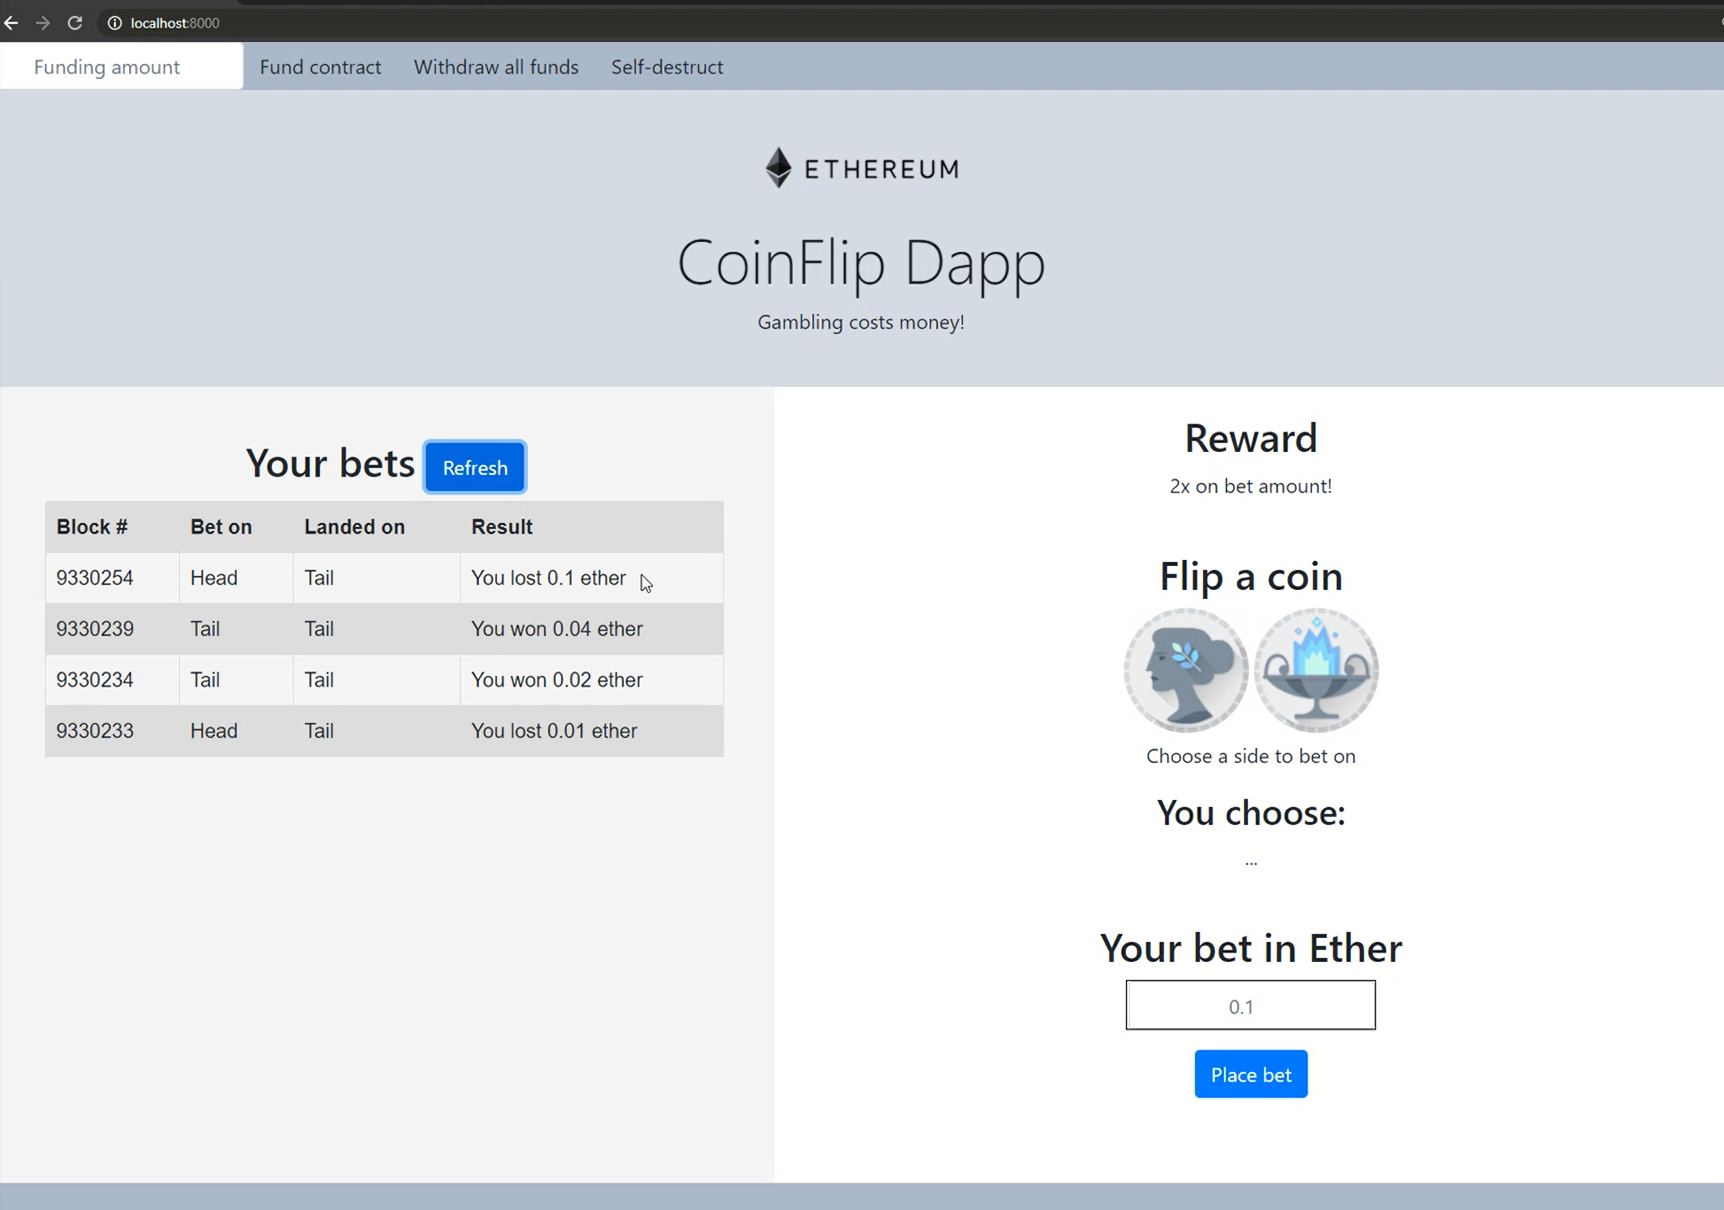 localhost:8000
Funding amount Fund contract Withdraw all funds Self-destruct
ETHEREUM
CoinFlip Dapp
Gambling costs money!
Your bets Refresh
Block # Bet on Landed on Result
9330254 Head Tail You lost 0.1 ether
9330239 Tail Tail You won 0.04 ether
9330234 Tail Tail You won 0.02 ether
9330233 Head Tail You lost 0.01 ether
Reward
2x on bet amount!
Flip a coin
Choose a side to bet on
You choose:
...
Your bet in Ether
0.1
Place bet